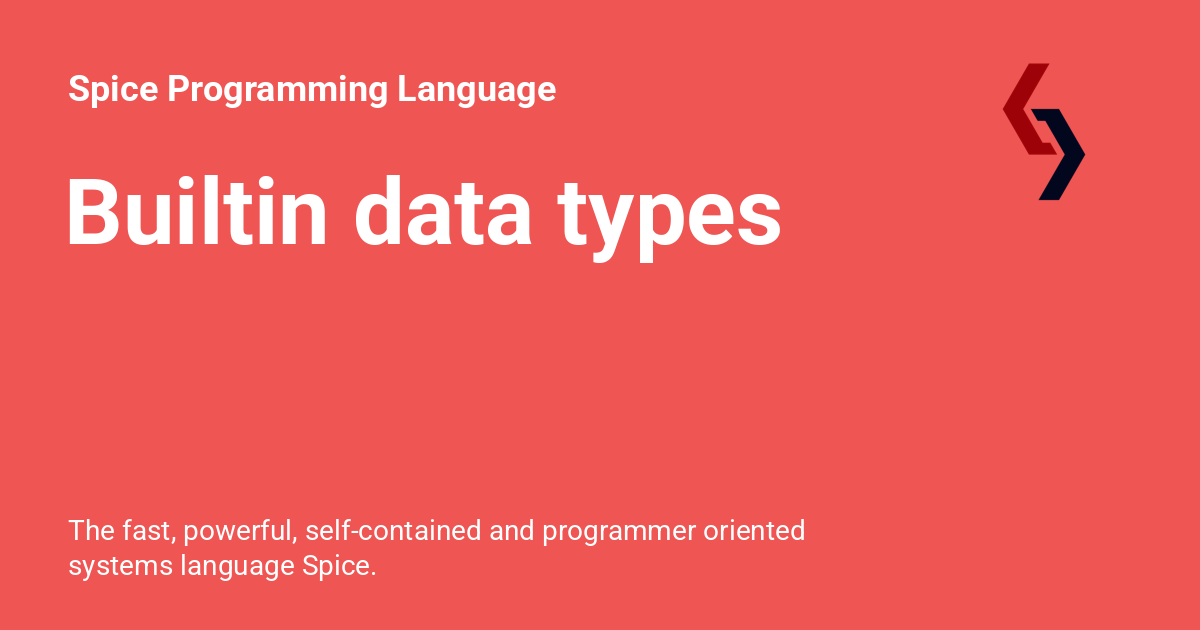 Spice Programming Language
Builtin data types
The fast, powerful, self-contained and programmer oriented
systems language Spice.